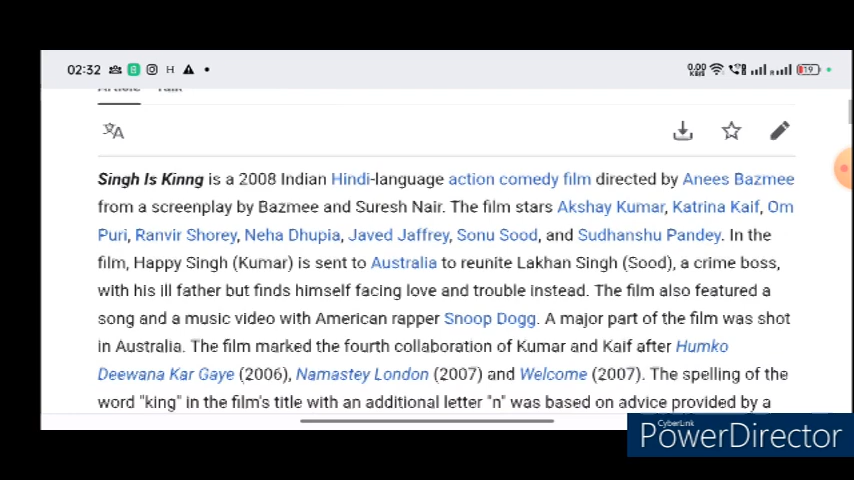 02:32 H 0.00 KB/S 19
Article Talk
Singh Is Kinng is a 2008 Indian Hindi-language action comedy film directed by Anees Bazmee
from a screenplay by Bazmee and Suresh Nair. The film stars Akshay Kumar, Katrina Kaif, Om
Puri, Ranvir Shorey, Neha Dhupia, Javed Jaffrey, Sonu Sood, and Sudhanshu Pandey. In the
film, Happy Singh (Kumar) is sent to Australia to reunite Lakhan Singh (Sood), a crime boss,
with his ill father but finds himself facing love and trouble instead. The film also featured a
song and a music video with American rapper Snoop Dogg. A major part of the film was shot
in Australia. The film marked the fourth collaboration of Kumar and Kaif after Humko
Deewana Kar Gaye (2006), Namastey London (2007) and Welcome (2007). The spelling of the
word "king" in the film's title with an additional letter "n" was based on advice provided by a
CyberLink
PowerDirector